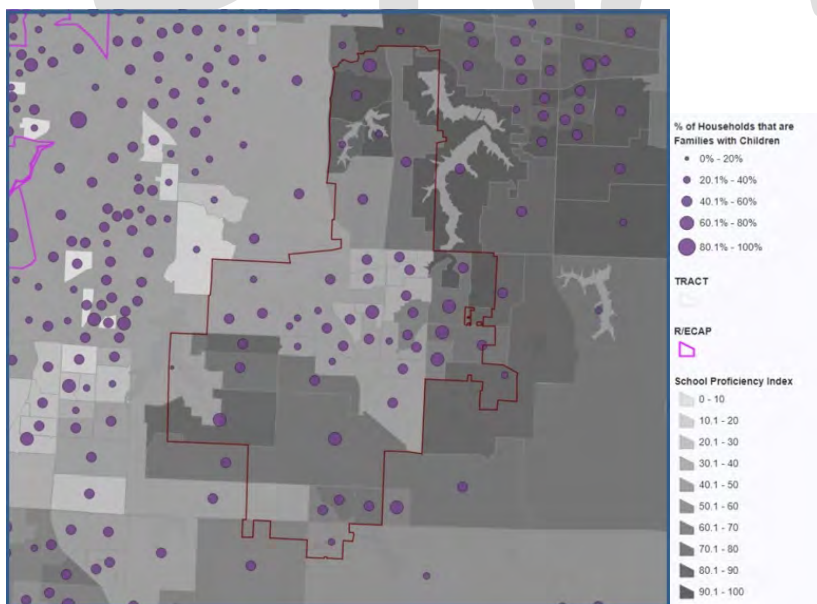 % of Households that are
Families with Children
0% - 20%
20.1% - 40%
40.1% - 60%
60.1% - 80%
80.1% - 100%
TRACT
R/ECAP
School Proficiency Index
0 - 10
10.1 - 20
20.1 - 30
30.1 - 40
40.1 - 50
50.1 - 60
60.1 - 70
70.1 - 80
80.1 - 90
90.1 - 100